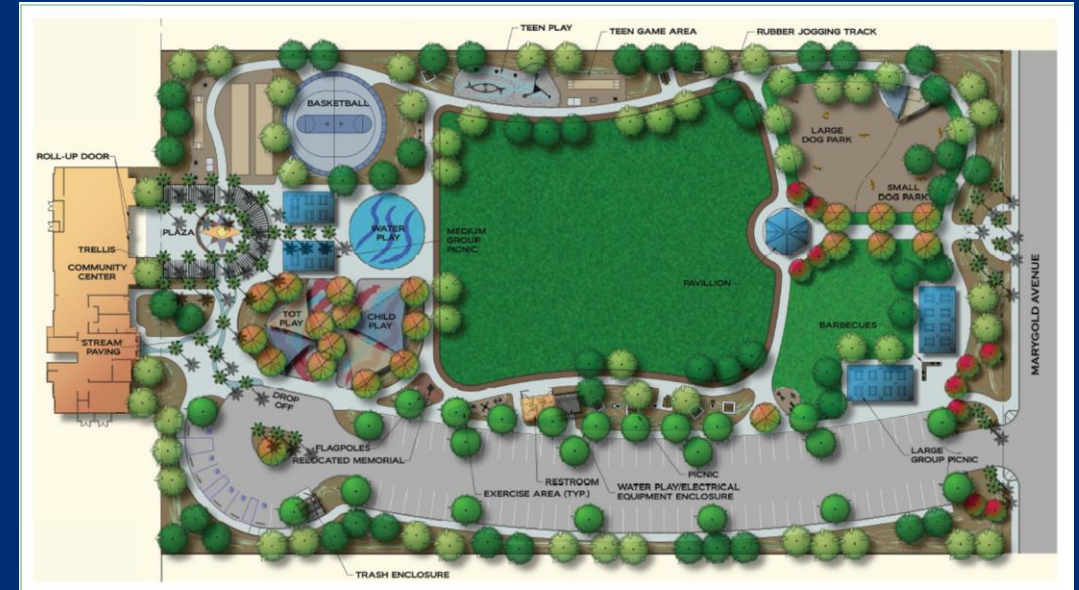 TEEN PLAY
TEEN GAME AREA
RUBBER JOGGING TRACK
BASKETBALL
LARGE
DOG PARK
ROLL-UP DOOR
SMALL
DOG PARK
PLAZA
WATER
PLAY
MEDIUM
GROUP
PICNIC
TRELLIS
COMMUNITY
CENTER
PAVILLION
TOT
PLAY
CHILD
PLAY
BARBECUES
STREAM
PAVING
MARYGOLD AVENUE
DROP
OFF
FLAGPOLES
RELOCATED MEMORIAL
LARGE
GROUP PICNIC
PICNIC
RESTROOM
WATER PLAY/ELECTRICAL
EQUIPMENT ENCLOSURE
EXERCISE AREA (TYP.)
TRASH ENCLOSURE